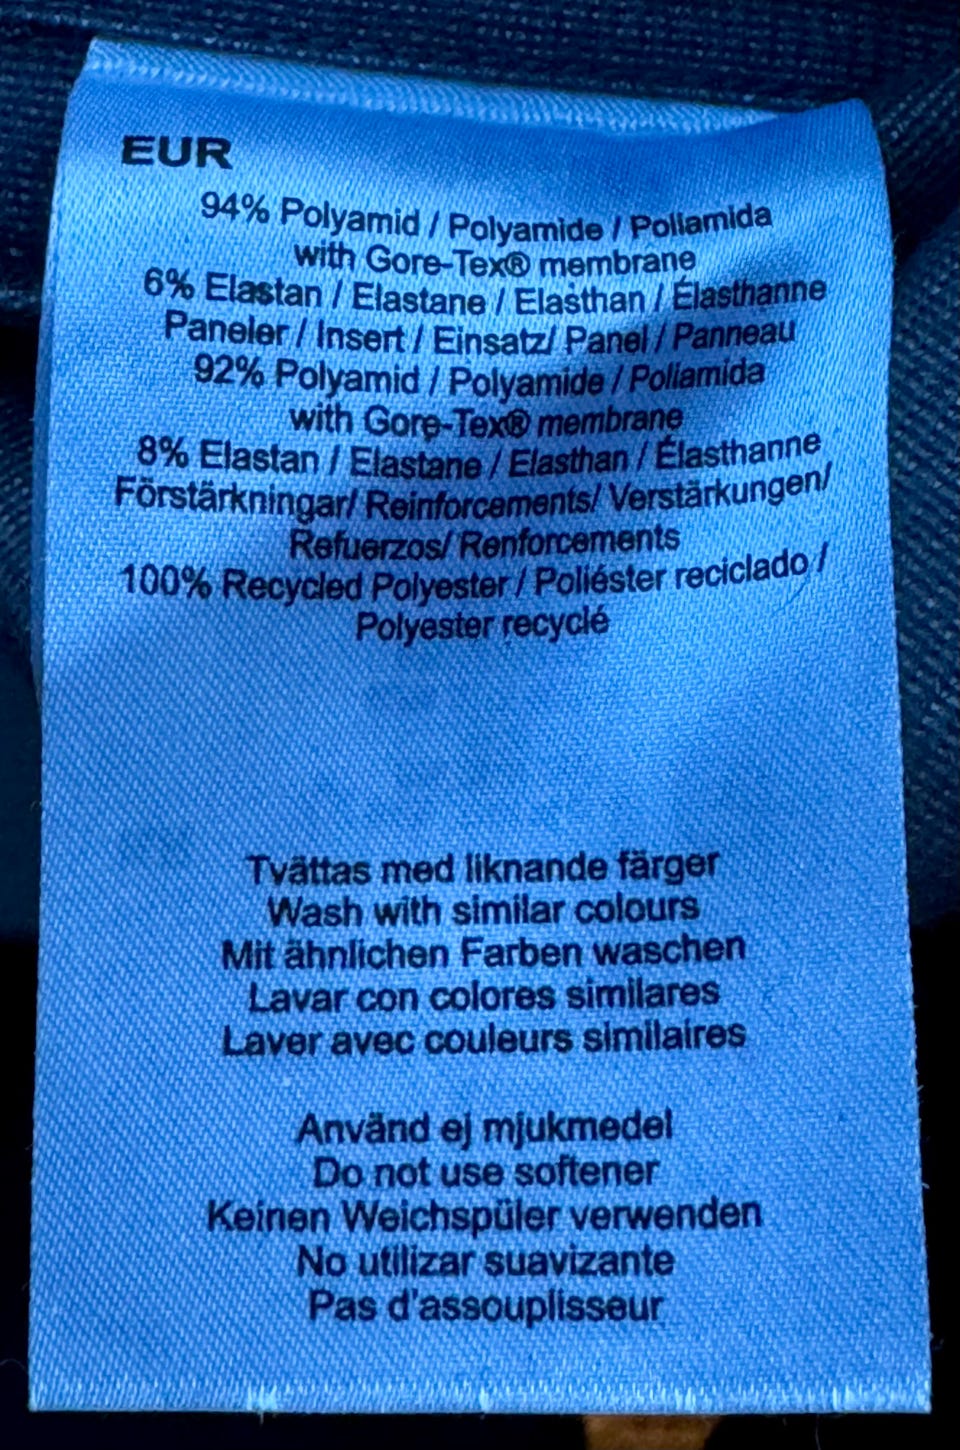 EUR
94% Polyamid / Polyamide / Poliamida
with Gore-Tex® membrane
6% Elastan / Elastane / Elasthan / Élasthanne
Paneler / Insert / Einsatz/ Panel / Panneau
92% Polyamid / Polyamide / Poliamida
with Gore-Tex® membrane
8% Elastan / Elastane / Elasthan / Élasthanne
Förstärkningar/ Reinforcements/ Verstärkungen/
Refuerzos/ Renforcements
100% Recycled Polyester / Poliéster reciclado /
Polyester recyclé
Tvättas med liknande färger
Wash with similar colours
Mit ähnlichen Farben waschen
Lavar con colores similares
Laver avec couleurs similaires
Använd ej mjukmedel
Do not use softener
Keinen Weichspüler verwenden
No utilizar suavizante
Pas d'assouplisseur